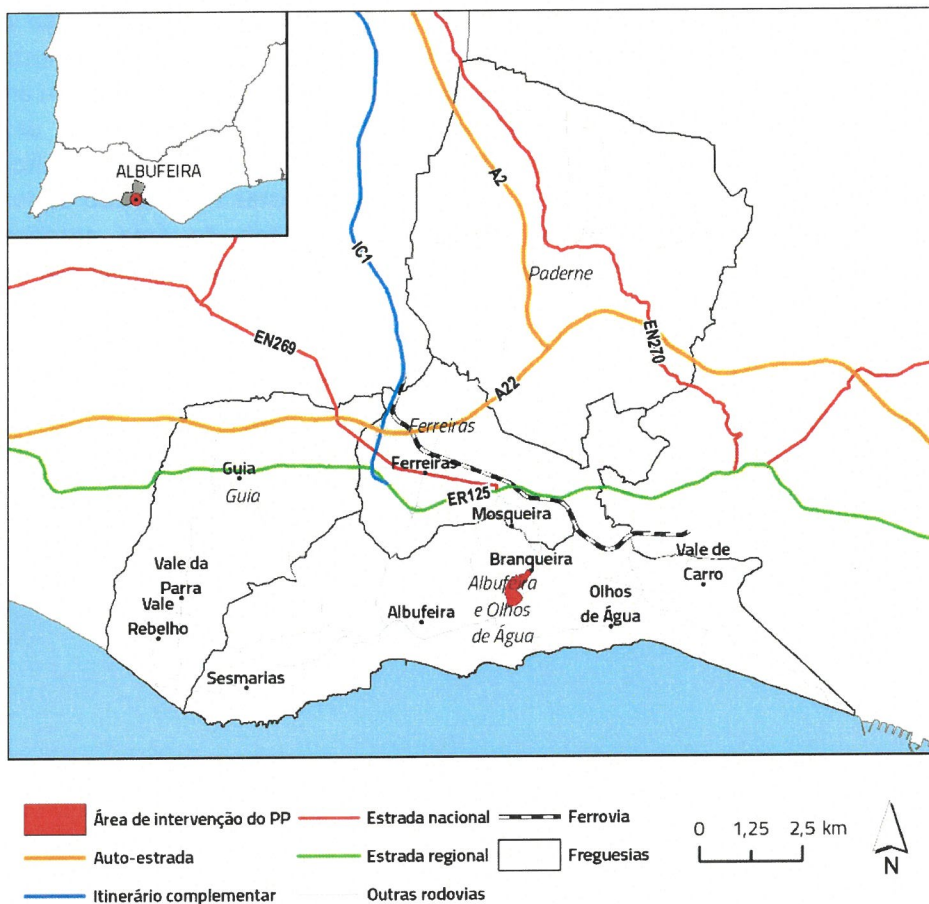 ALBUFEIRA
A2
IC1
Paderne
EN269
EN270
A22
Ferreiras
Ferreiras
Guia
Guia
ER125
Mosqueira
Branqueira
Vale de
Carro
Vale da
Parra
Vale
Rebelho
Albufeira
Albufeira
e Olhos
de Água
Olhos
de Água
Sesmarias
Área de intervenção do PP
Estrada nacional
Ferrovia
0 1,25 2,5 km
Auto-estrada
Estrada regional
Freguesias
N
Itinerário complementar
Outras rodovias